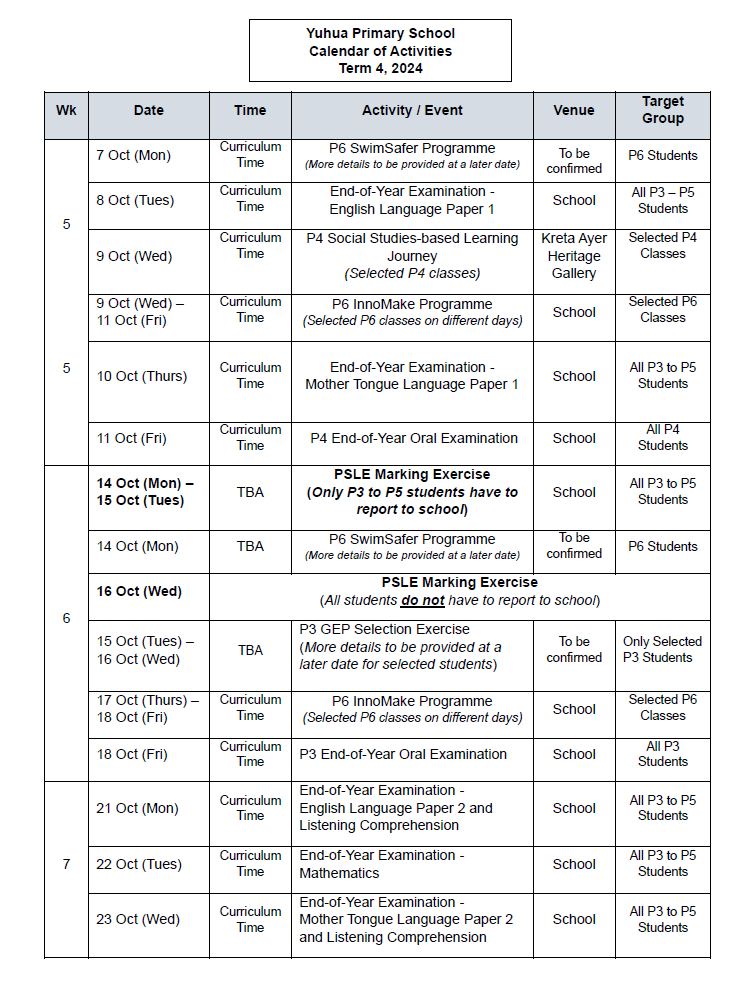 Yuhua Primary School
Calendar of Activities
Term 4, 2024
Wk Date Time Activity / Event Venue Target Group
5
7 Oct (Mon)
Curriculum
Time
P6 SwimSafer Programme
(More details to be provided at a later date)
To be
confirmed
P6 Students
8 Oct (Tues)
Curriculum
Time
End-of-Year Examination -
English Language Paper 1
School
All P3 – P5
Students
9 Oct (Wed)
Curriculum
Time
P4 Social Studies-based Learning
Journey
(Selected P4 classes)
Kreta Ayer
Heritage
Gallery
Selected P4
Classes
9 Oct (Wed) –
11 Oct (Fri)
Curriculum
Time
P6 InnoMake Programme
(Selected P6 classes on different days)
School
Selected P6
Classes
5
10 Oct (Thurs)
Curriculum
Time
End-of-Year Examination -
Mother Tongue Language Paper 1
School
All P3 to P5
Students
11 Oct (Fri)
Curriculum
Time
P4 End-of-Year Oral Examination
School
All P4
Students
6
14 Oct (Mon) –
15 Oct (Tues)
TBA
PSLE Marking Exercise
(Only P3 to P5 students have to
report to school)
School
All P3 to P5
Students
14 Oct (Mon)
TBA
P6 SwimSafer Programme
(More details to be provided at a later date)
To be
confirmed
P6 Students
16 Oct (Wed)
PSLE Marking Exercise
(All students do not have to report to school)
15 Oct (Tues) –
16 Oct (Wed)
TBA
P3 GEP Selection Exercise
(More details to be provided at a
later date for selected students)
To be
confirmed
Only Selected
P3 Students
17 Oct (Thurs) –
18 Oct (Fri)
Curriculum
Time
P6 InnoMake Programme
(Selected P6 classes on different days)
School
Selected P6
Classes
18 Oct (Fri)
Curriculum
Time
P3 End-of-Year Oral Examination
School
All P3
Students
7
21 Oct (Mon)
Curriculum
Time
End-of-Year Examination -
English Language Paper 2 and
Listening Comprehension
School
All P3 to P5
Students
22 Oct (Tues)
Curriculum
Time
End-of-Year Examination -
Mathematics
School
All P3 to P5
Students
23 Oct (Wed)
Curriculum
Time
End-of-Year Examination -
Mother Tongue Language Paper 2
and Listening Comprehension
School
All P3 to P5
Students